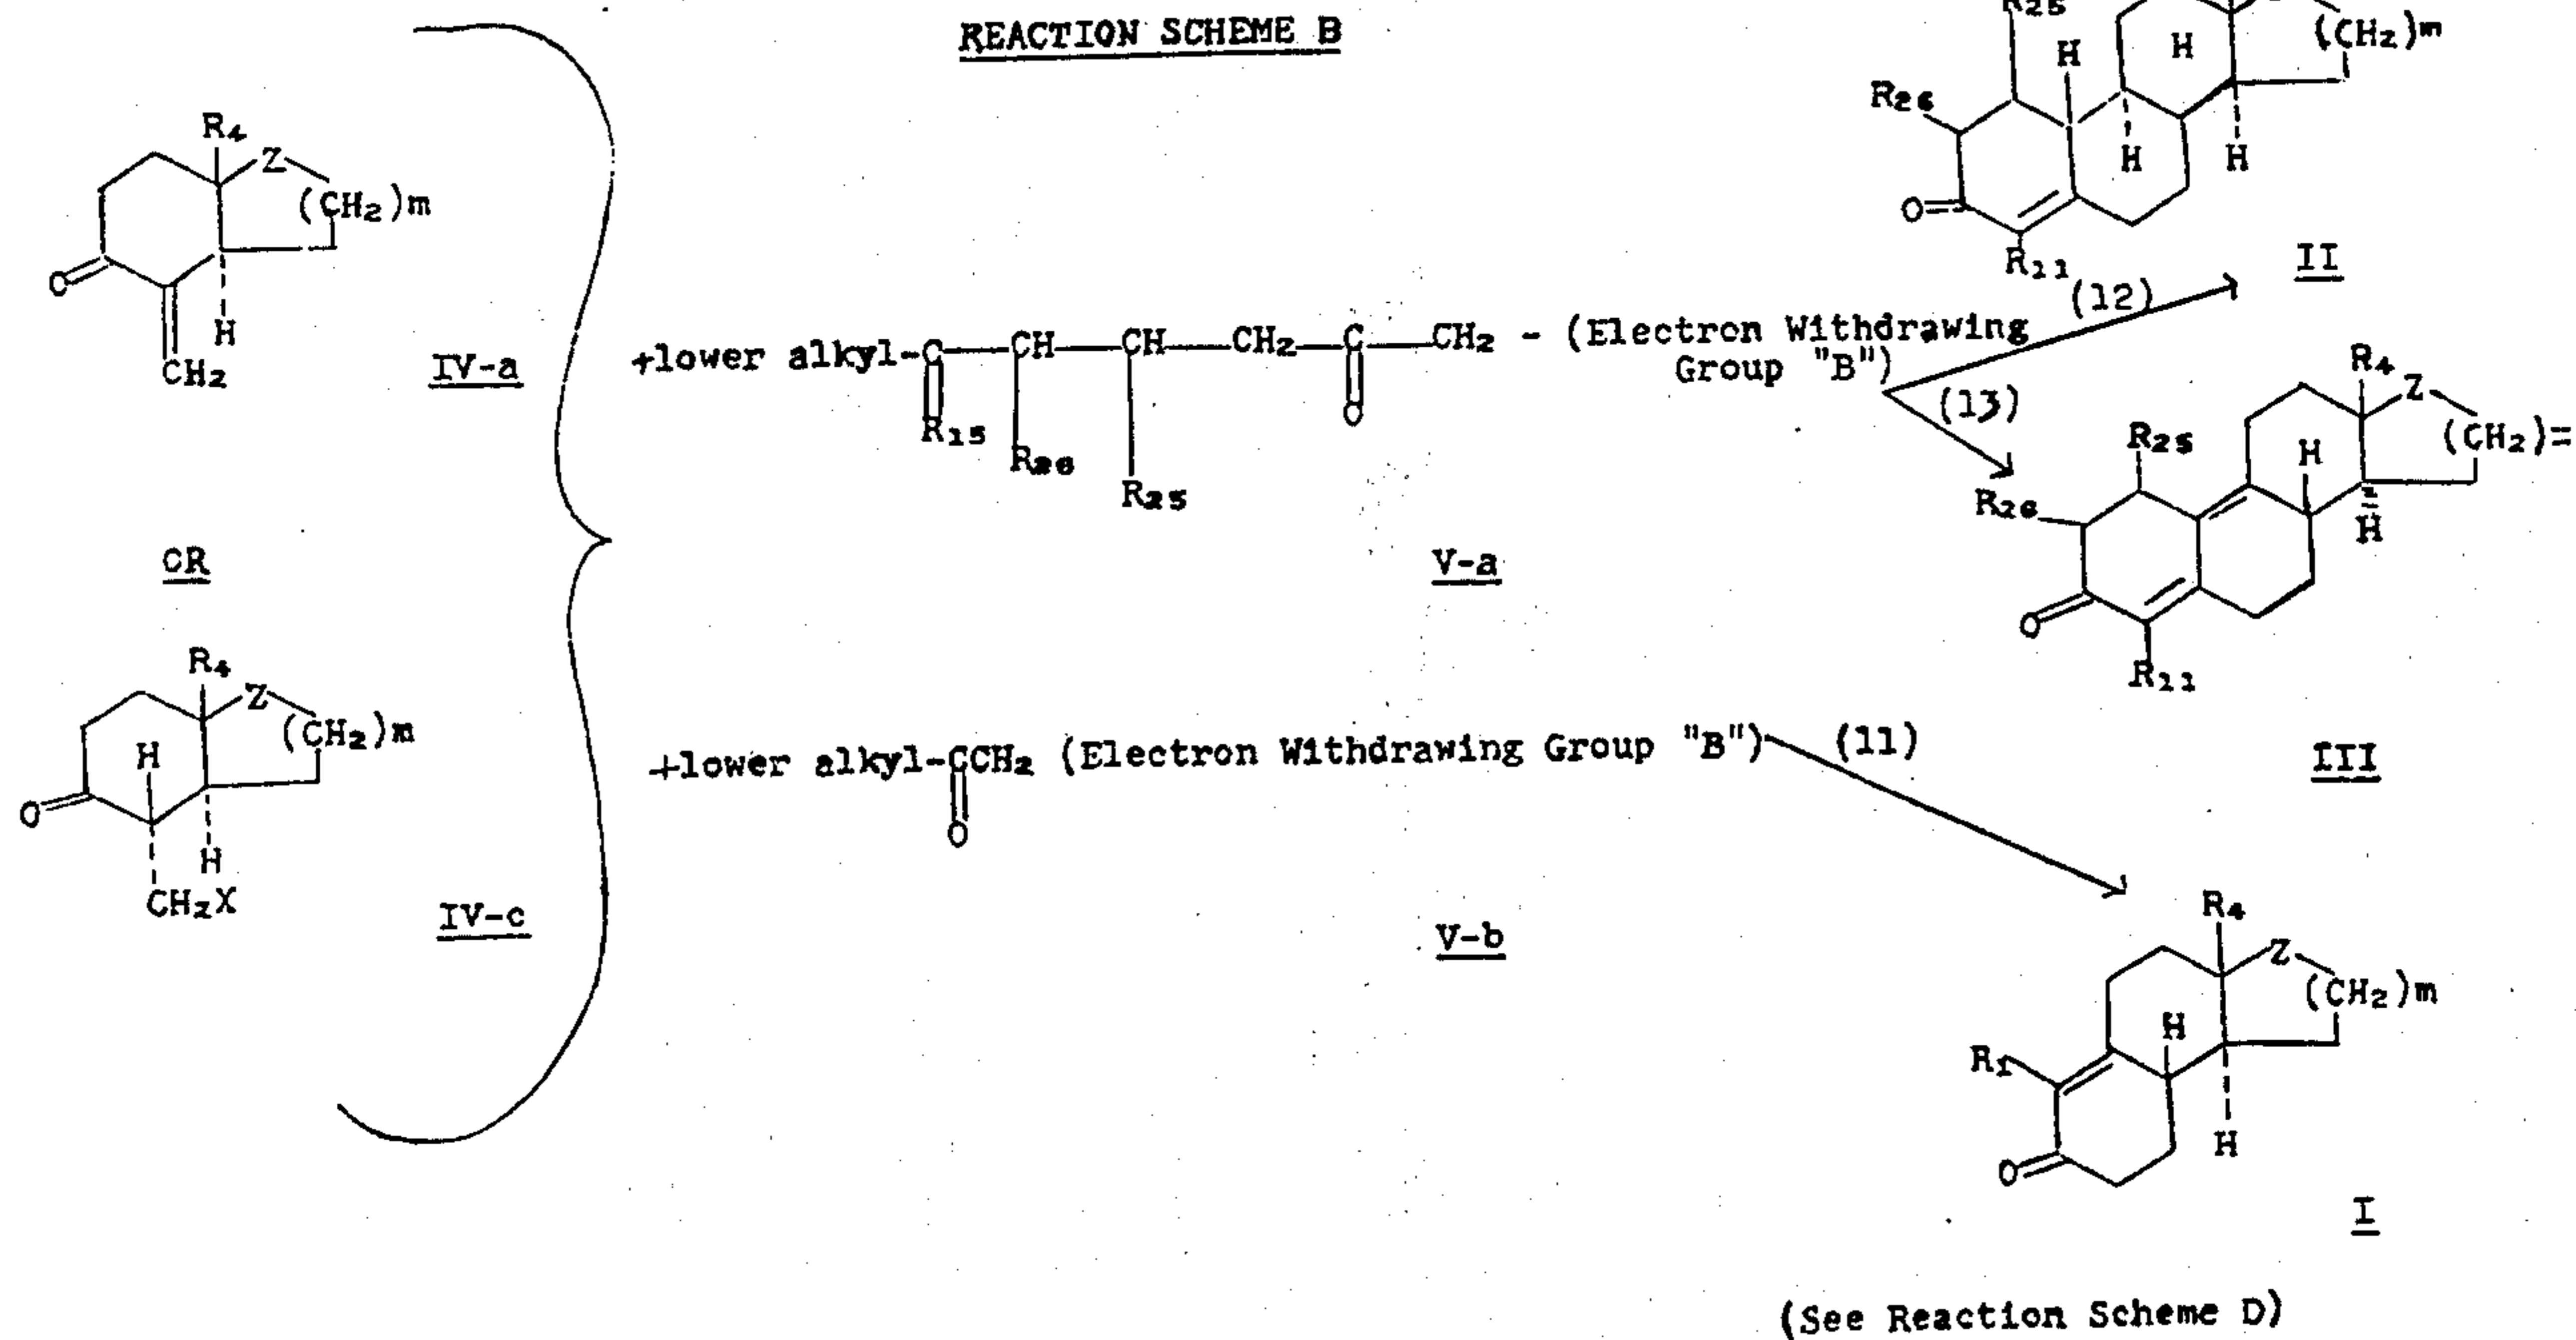 REACTION SCHEME B
R25
(CH2)m
H
H
R26
H
H
O
R11
II
R4
Z
(CH2)m
O
H
CH2
IV-a
+lower alkyl-C—CH—CH—CH2—C—CH2 - (Electron Withdrawing
Group "B")
R15
R26
R25
O
V-a
(12)
(13)
R4
Z
(CH2)=
R25
H
R26
H
O
R11
III
OR
R4
Z
(CH2)m
H
O
H
CH2X
IV-c
+lower alkyl-CCH2 (Electron Withdrawing Group "B")
O
V-b
(11)
R4
Z
(CH2)m
H
R1
H
O
I
(See Reaction Scheme D)